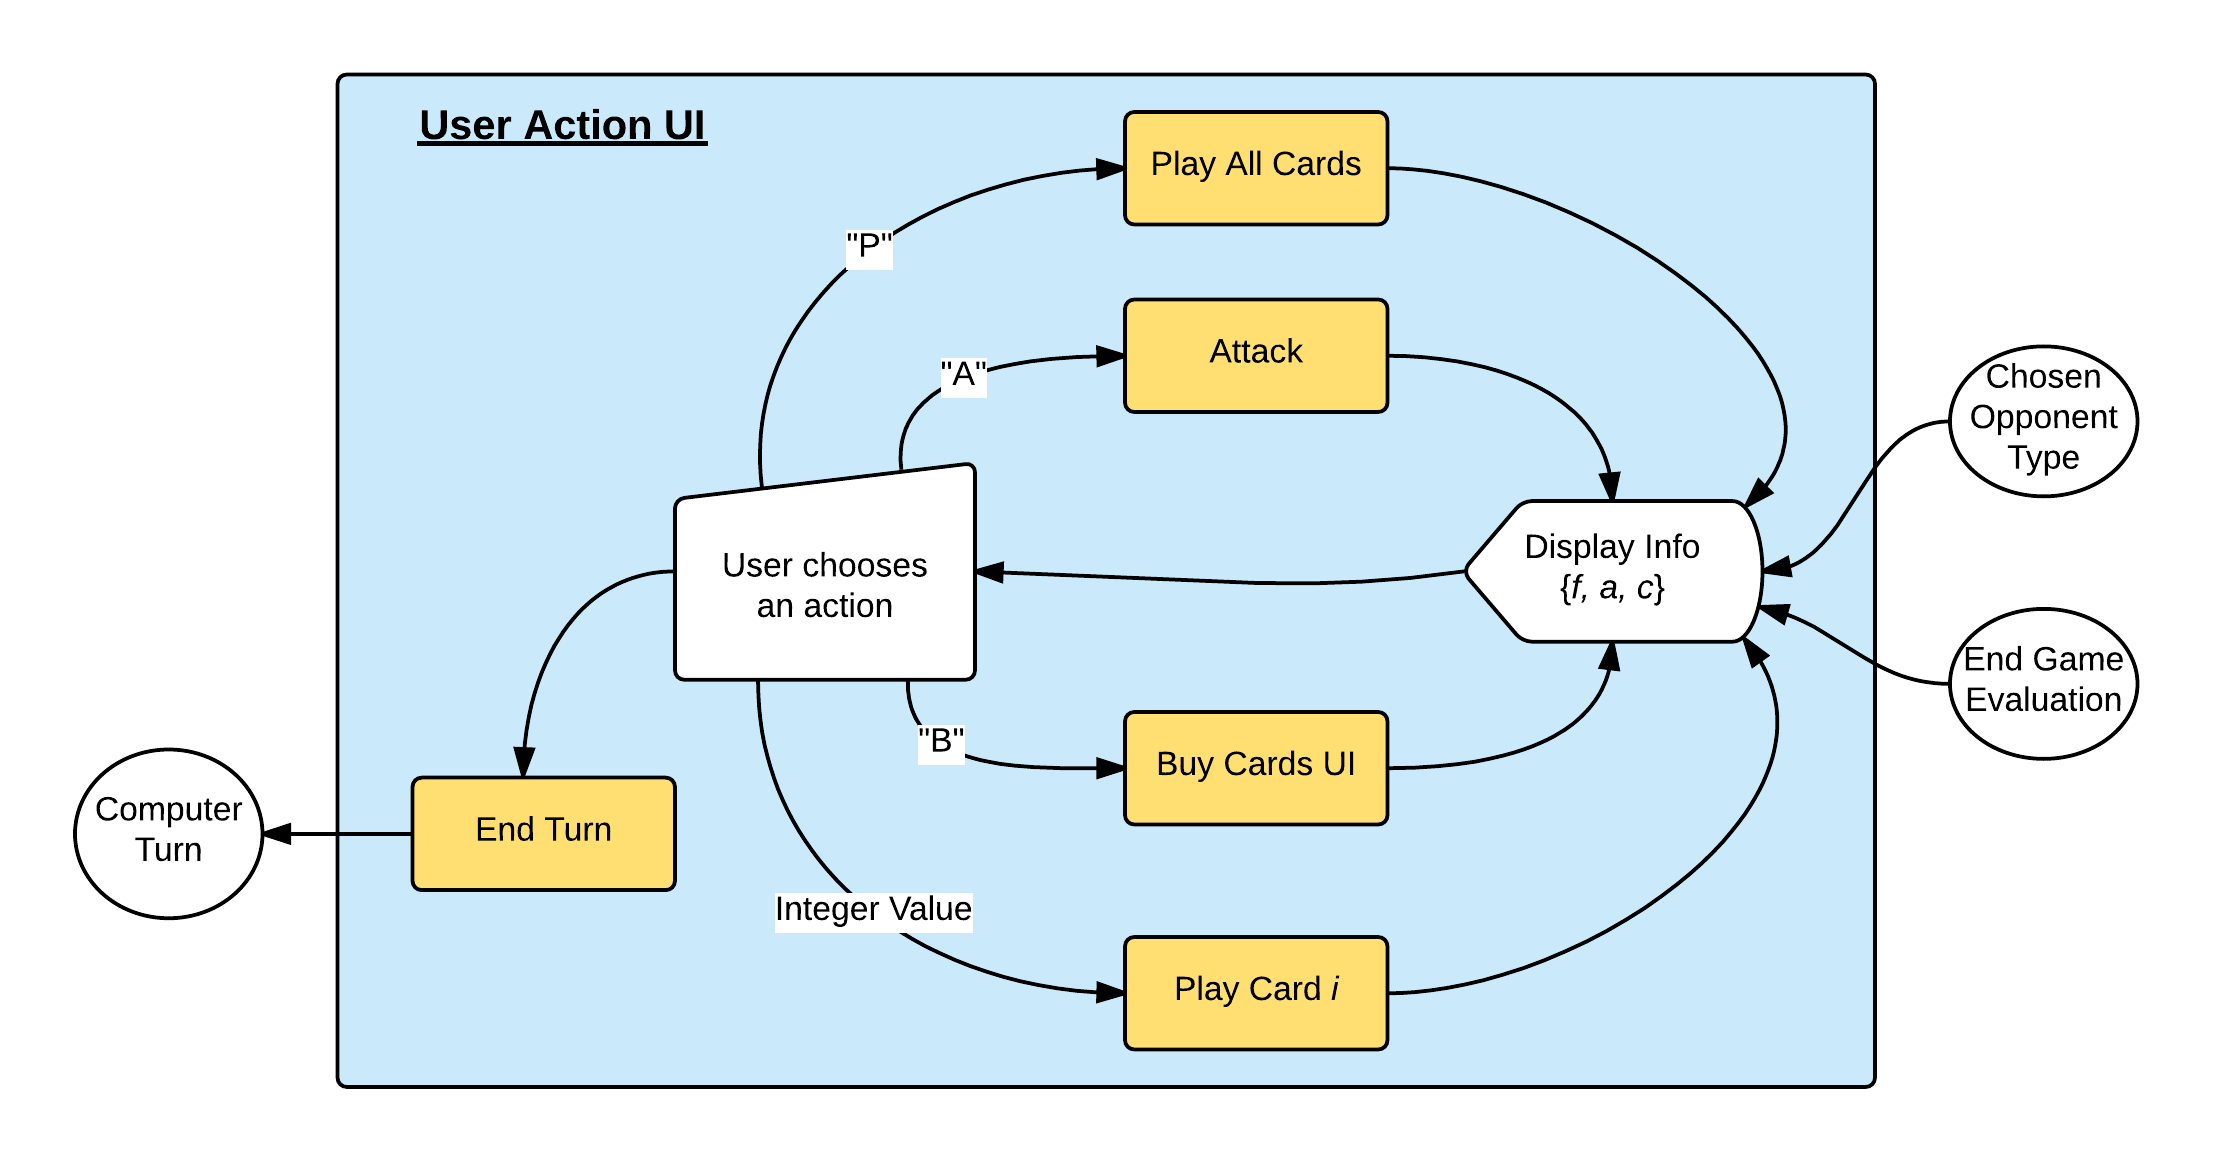 User Action UI
Play All Cards
"P"
Attack
"A"
Chosen
Opponent
Type
User chooses
an action
Display Info
{f, a, c}
End Game
Evaluation
"B"
Buy Cards UI
Computer
Turn
End Turn
Integer Value
Play Card i